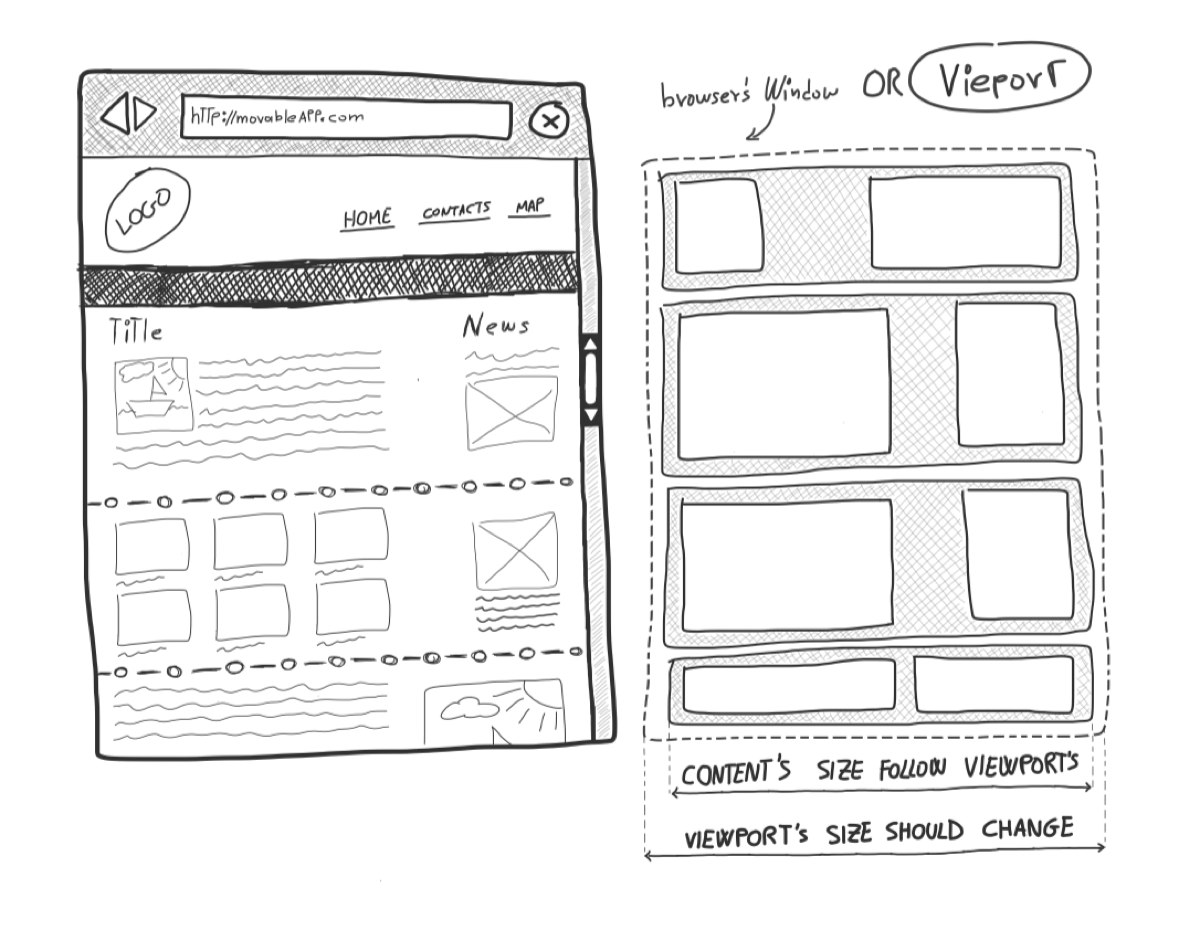 browser's Window OR Vieport
hTTp://movableAPP.com
LOGO
HOME CONTACTS MAP
TiTle
News
CONTENT'S SIZE FOLLOW VIEWPORT'S
VIEWPORT's SIZE SHOULD CHANGE